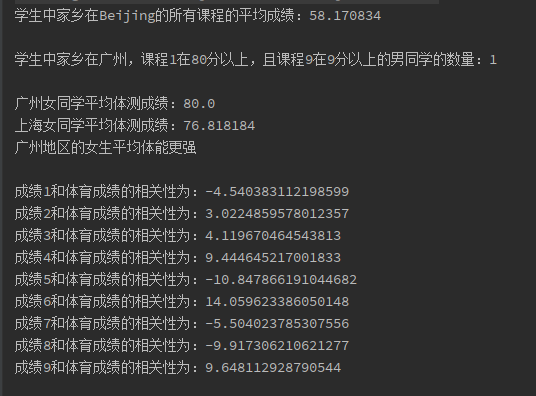 学生中家乡在Beijing的所有课程的平均成绩：58.170834
学生中家乡在广州，课程1在80分以上，且课程9在9分以上的男同学的数量：1
广州女同学平均体测成绩：80.0
上海女同学平均体测成绩：76.818184
广州地区的女生平均体能更强
成绩1和体育成绩的相关性为：-4.540383112198599
成绩2和体育成绩的相关性为：3.0224859578012357
成绩3和体育成绩的相关性为：4.119670464543813
成绩4和体育成绩的相关性为：9.444645217001833
成绩5和体育成绩的相关性为：-10.847866191044682
成绩6和体育成绩的相关性为：14.059623386050148
成绩7和体育成绩的相关性为：-5.504023785307556
成绩8和体育成绩的相关性为：-9.917306210621277
成绩9和体育成绩的相关性为：9.648112928790544